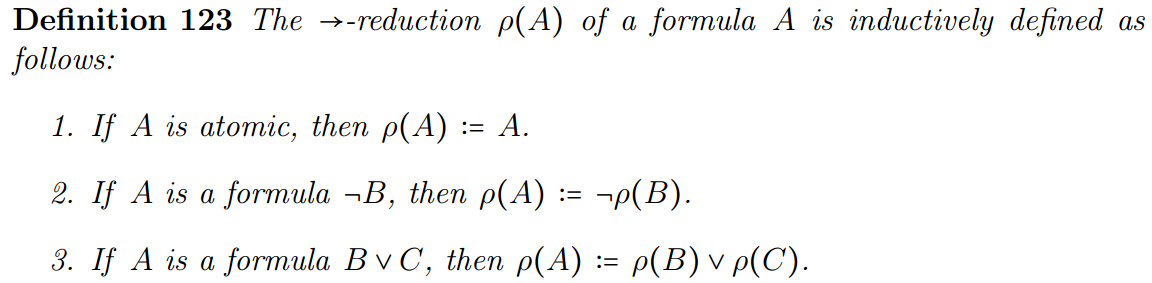 Definition 123 The →-reduction ρ(A) of a formula A is inductively defined as
follows:
1. If A is atomic, then ρ(A) := A.
2. If A is a formula ¬B, then ρ(A) := ¬ρ(B).
3. If A is a formula B ∨ C, then ρ(A) := ρ(B) ∨ ρ(C).